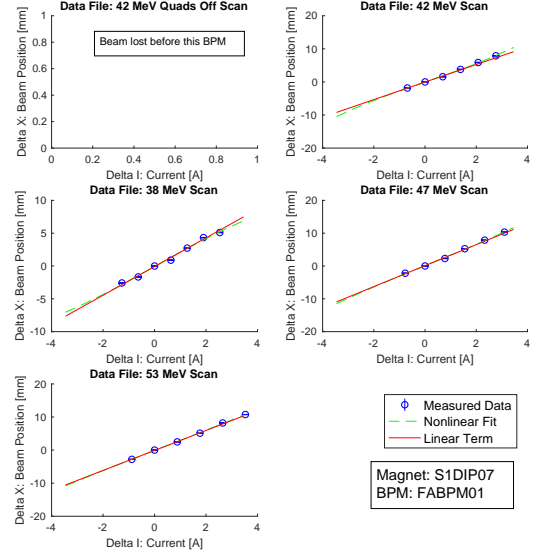 Data File: 42 MeV Quads Off Scan
Delta X: Beam Position [mm]
1
0.8
0.6
0.4
0.2
0
Beam lost before this BPM
0 0.2 0.4 0.6 0.8 1
Delta I: Current [A]
Data File: 42 MeV Scan
Delta X: Beam Position [mm]
20
10
0
-10
-20
-4 -2 0 2 4
Delta I: Current [A]
Data File: 38 MeV Scan
Delta X: Beam Position [mm]
10
5
0
-5
-10
-4 -2 0 2 4
Delta I: Current [A]
Data File: 47 MeV Scan
Delta X: Beam Position [mm]
20
10
0
-10
-20
-4 -2 0 2 4
Delta I: Current [A]
Data File: 53 MeV Scan
Delta X: Beam Position [mm]
20
10
0
-10
-20
-4 -2 0 2 4
Delta I: Current [A]
Measured Data
Nonlinear Fit
Linear Term
Magnet: S1DIP07
BPM: FABPM01